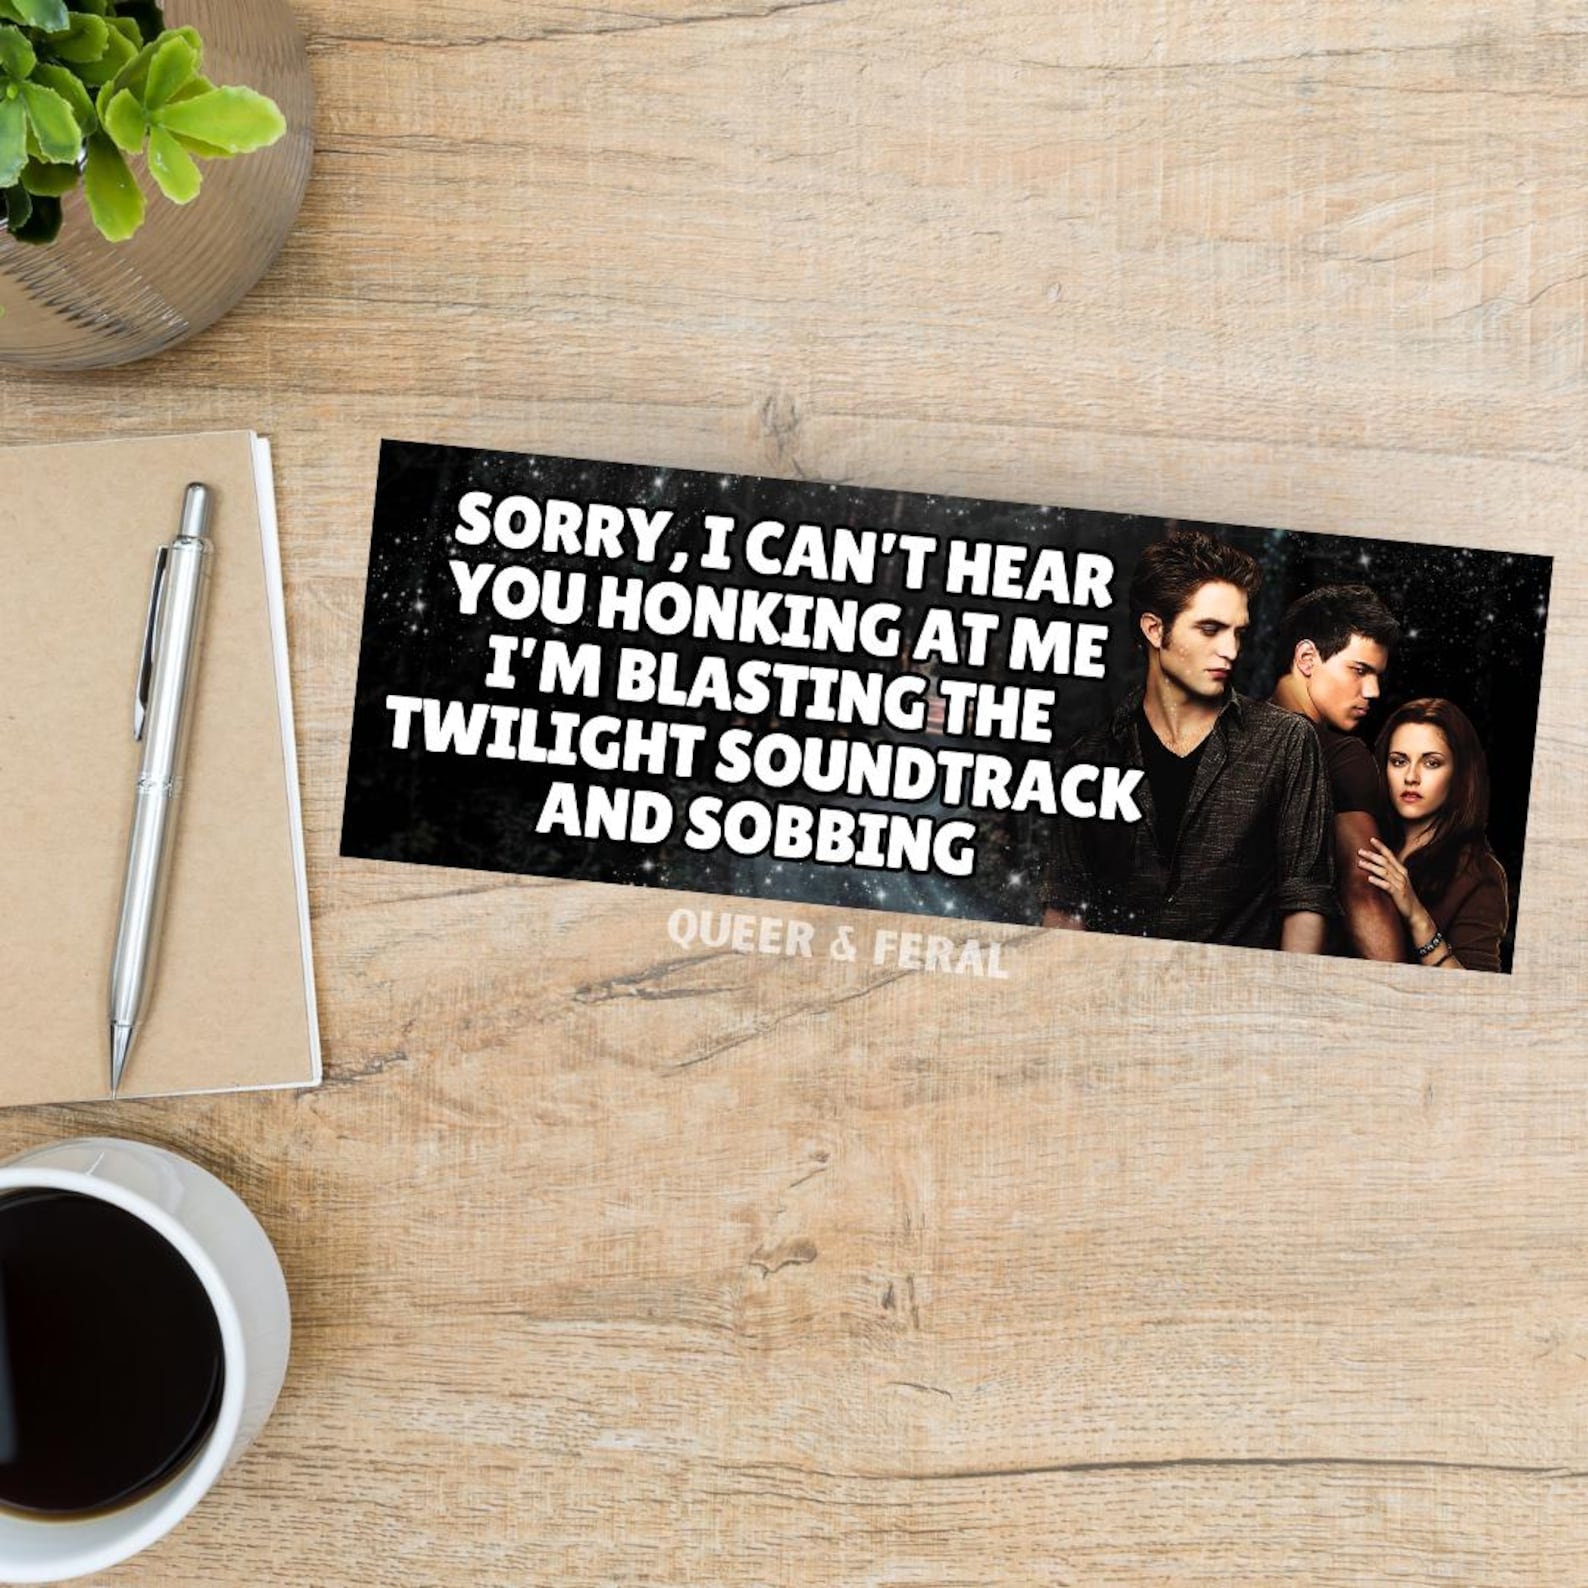 SORRY, I CAN'T HEAR
YOU HONKING AT ME
I'M BLASTING THE
TWILIGHT SOUNDTRACK
AND SOBBING
QUEER & FERAL